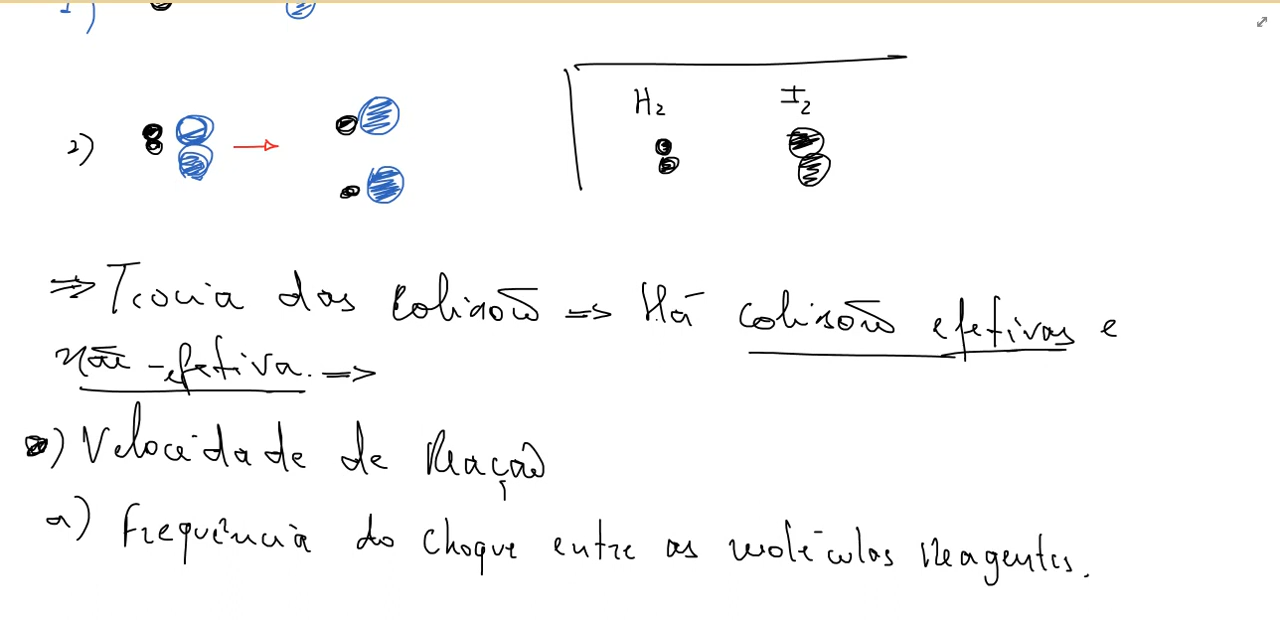 1)
H2 I2
2)
⇒ Teoria das Colisões => Há colisões efetivas e
não-efetiva. =>
) Velocidade de Reação
a) Frequência do choque entre as moléculas reagentes.